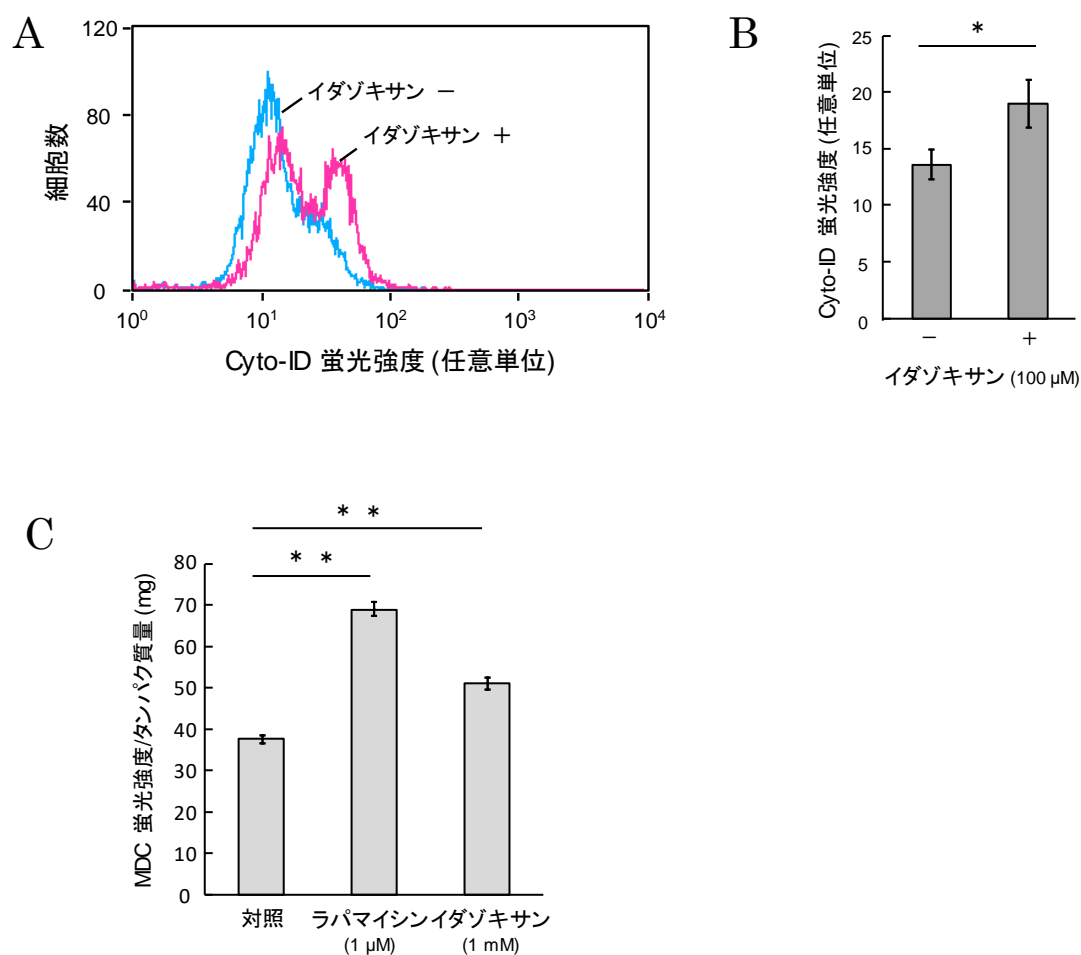 A
120
80
40
0
細胞数
イダゾキサン −
イダゾキサン +
10⁰ 10¹ 10² 10³ 10⁴
Cyto-ID 蛍光強度 (任意単位)
B
25
20
15
10
5
0
Cyto-ID 蛍光強度 (任意単位)
*
− +
イダゾキサン (100 µM)
C
80
70
60
50
40
30
20
10
0
MDC 蛍光強度/タンパク質量 (mg)
* *
* *
対照 ラパマイシン イダゾキサン
(1 µM) (1 mM)